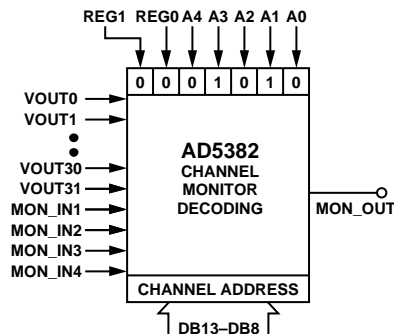 REG1 REG0 A4 A3 A2 A1 A0
0 0 0 1 0 1 0
VOUT0
VOUT1
VOUT30
VOUT31
MON_IN1
MON_IN2
MON_IN3
MON_IN4
AD5382
CHANNEL
MONITOR
DECODING
MON_OUT
CHANNEL ADDRESS
DB13–DB8